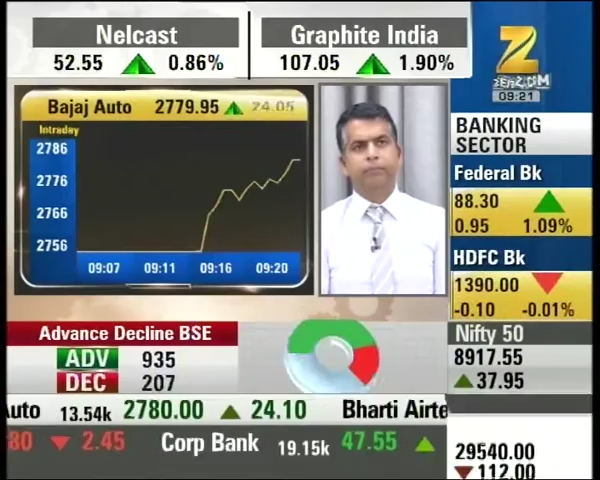 Nelcast
52.55 0.86%
Graphite India
107.05 1.90%
09:21
Bajaj Auto 2779.95 24.05
Intraday
2786
2776
2766
2756
09:07 09:11 09:16 09:20
BANKING
SECTOR
Federal Bk
88.30
0.95 1.09%
HDFC Bk
1390.00
-0.10 -0.01%
Advance Decline BSE
ADV 935
DEC 207
Nifty 50
8917.55
37.95
Auto 13.54k 2780.00 24.10 Bharti Airte
80 2.45 Corp Bank 19.15k 47.55
29540.00
112.00